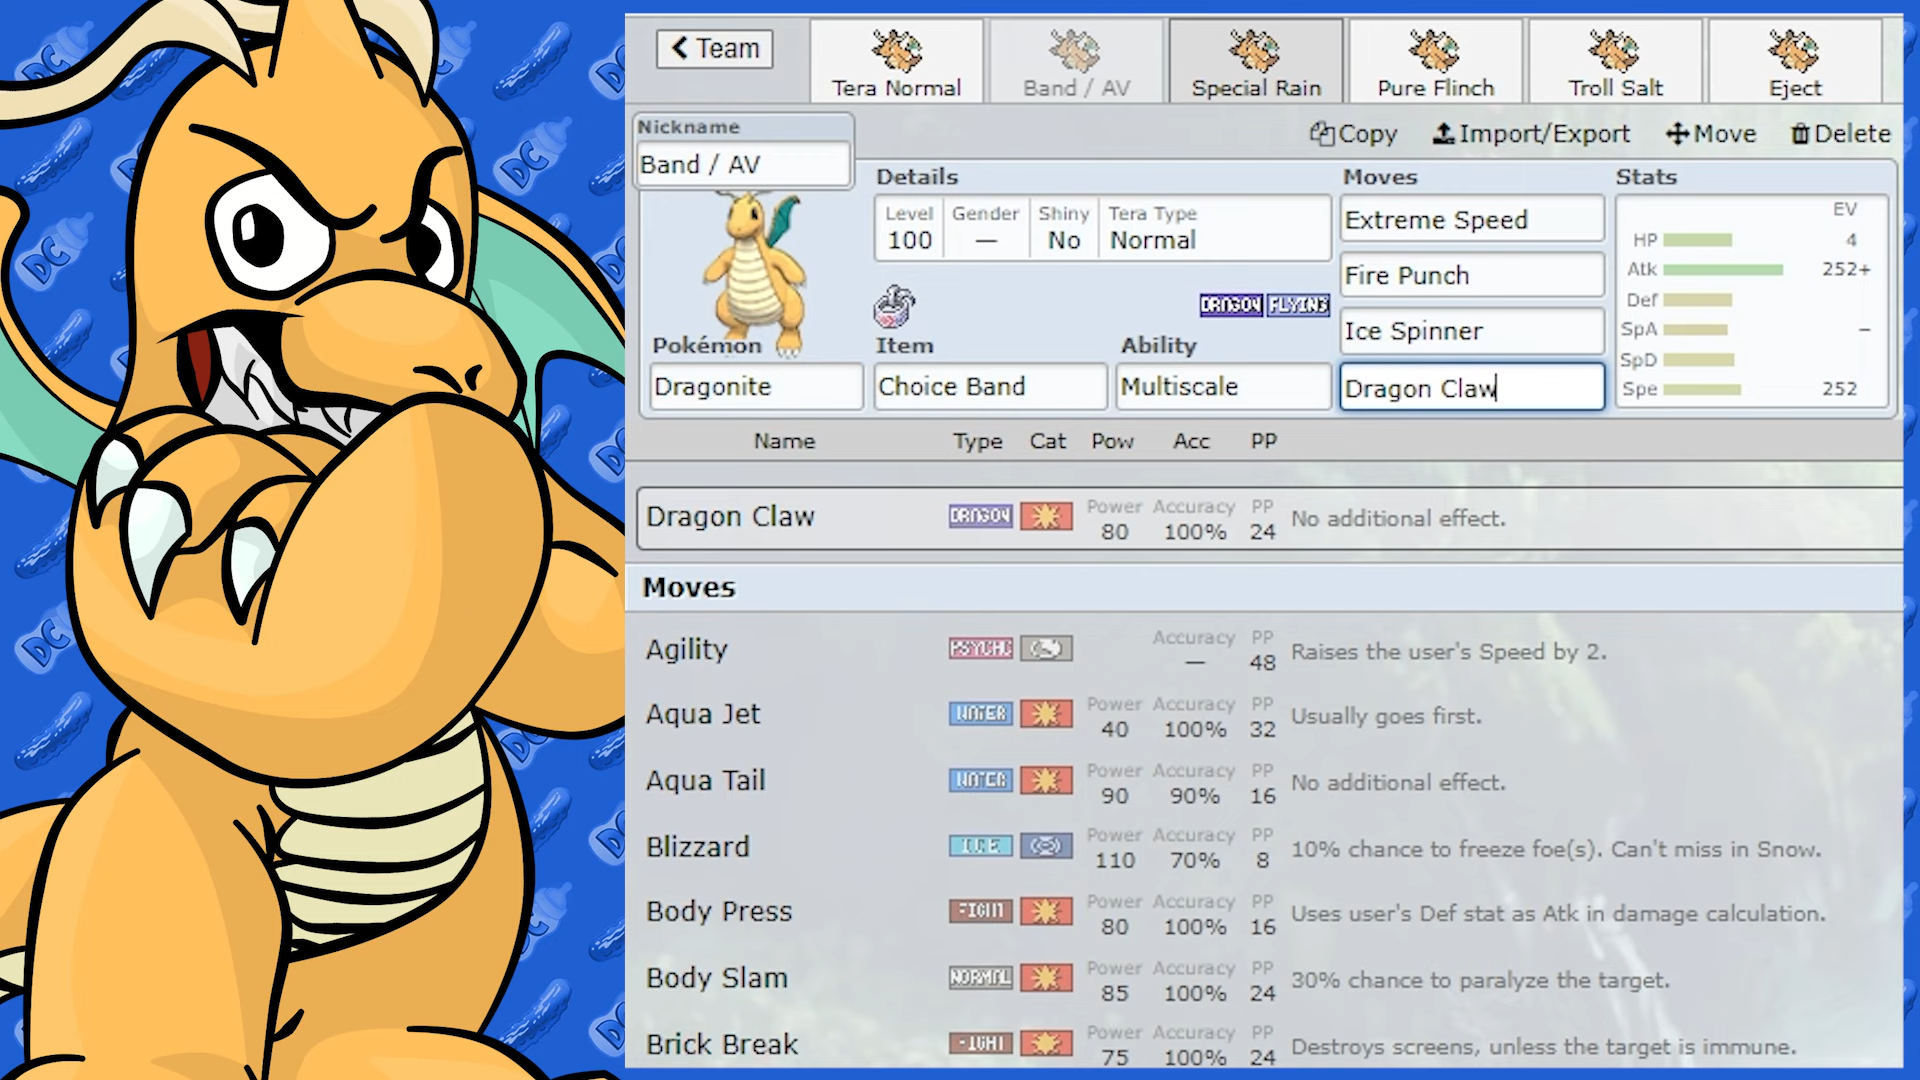 Team
Tera Normal
Band / AV
Special Rain
Pure Flinch
Troll Salt
Eject
Copy
Import/Export
Move
Delete
Nickname
Band / AV
Details
Level
100
Gender
—
Shiny
No
Tera Type
Normal
DRAGON FLYING
Pokémon
Dragonite
Item
Choice Band
Ability
Multiscale
Moves
Extreme Speed
Fire Punch
Ice Spinner
Dragon Claw
Stats
EV
HP 4
Atk 252+
Def
SpA –
SpD
Spe 252
Name Type Cat Pow Acc PP
Dragon Claw DRAGON Power 80 Accuracy 100% PP 24 No additional effect.
Moves
Agility PSYCHC Accuracy — PP 48 Raises the user's Speed by 2.
Aqua Jet WATER Power 40 Accuracy 100% PP 32 Usually goes first.
Aqua Tail WATER Power 90 Accuracy 90% PP 16 No additional effect.
Blizzard ICE Power 110 Accuracy 70% PP 8 10% chance to freeze foe(s). Can't miss in Snow.
Body Press FIGHT Power 80 Accuracy 100% PP 16 Uses user's Def stat as Atk in damage calculation.
Body Slam NORMAL Power 85 Accuracy 100% PP 24 30% chance to paralyze the target.
Brick Break FIGHT Power 75 Accuracy 100% PP 24 Destroys screens, unless the target is immune.
DC
DC
DC
DC